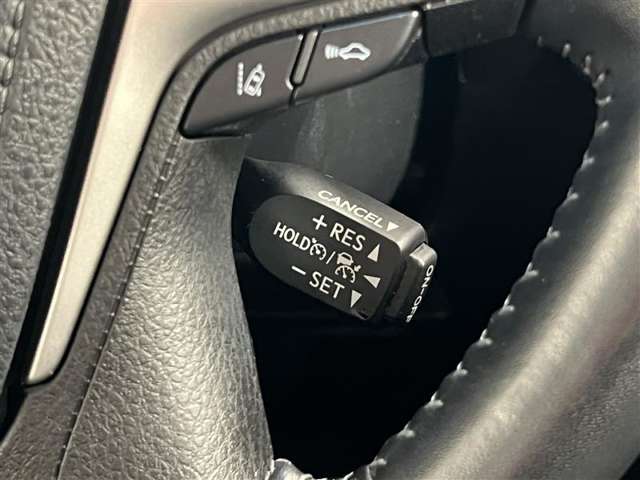 CANCEL▼
+ RES ▲
HOLD / ◀
− SET ▼
ON-OFF